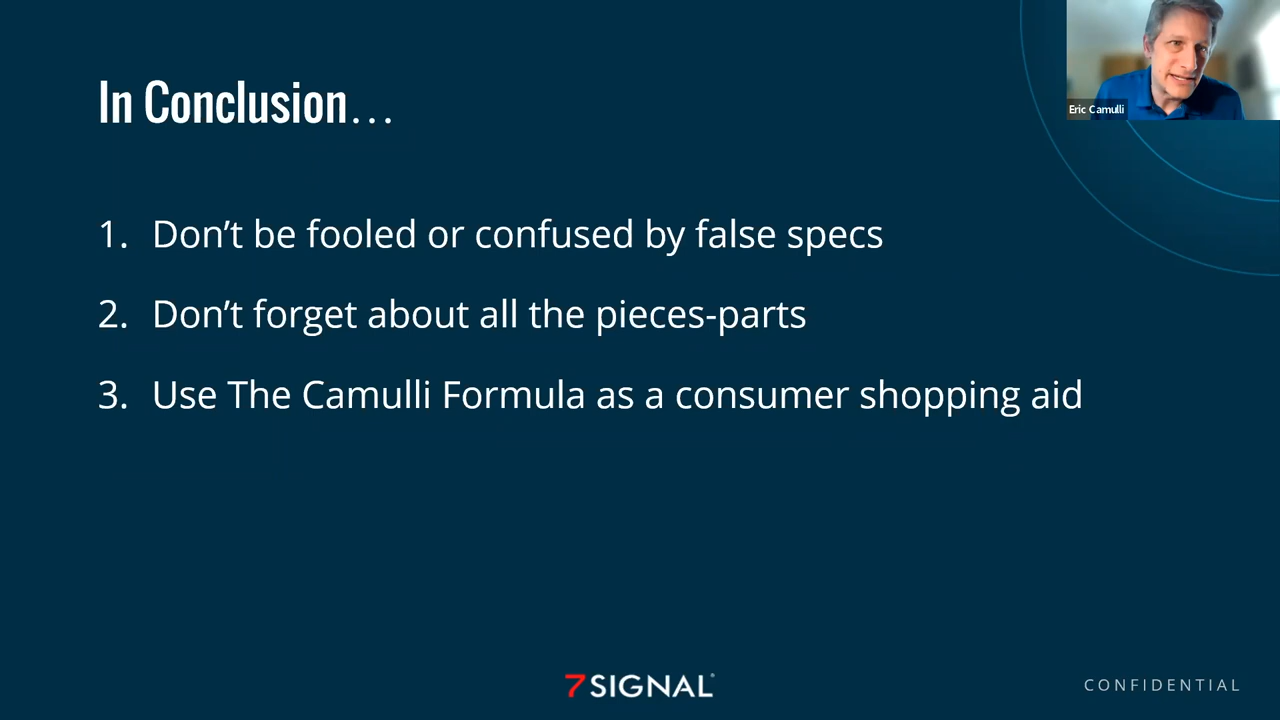 In Conclusion...
Eric Camulli
1. Don't be fooled or confused by false specs
2. Don't forget about all the pieces-parts
3. Use The Camulli Formula as a consumer shopping aid
7SIGNAL®
CONFIDENTIAL